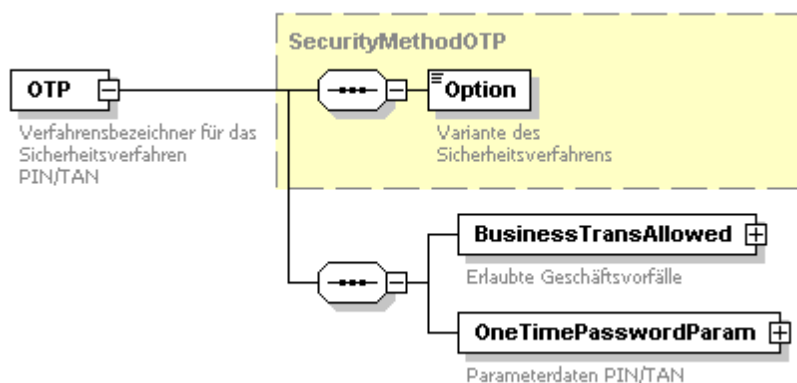 SecurityMethodOTP
OTP
Verfahrensbezeichner für das
Sicherheitsverfahren
PIN/TAN
Option
Variante des
Sicherheitsverfahrens
BusinessTransAllowed
Erlaubte Geschäftsvorfälle
OneTimePasswordParam
Parameterdaten PIN/TAN